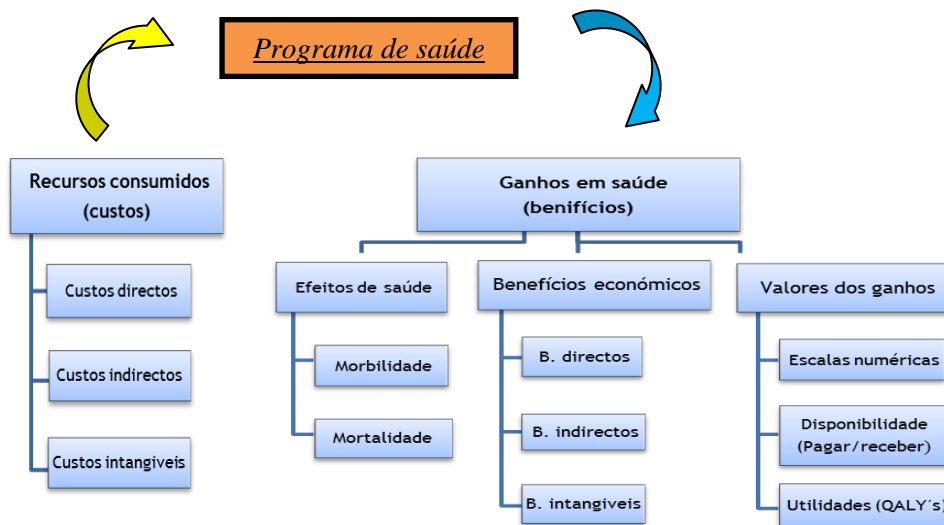 Programa de saúde
Recursos consumidos
(custos)
Custos directos
Custos indirectos
Custos intangiveis
Ganhos em saúde
(benifícios)
Efeitos de saúde
Morbilidade
Mortalidade
Benefícios económicos
B. directos
B. indirectos
B. intangiveis
Valores dos ganhos
Escalas numéricas
Disponibilidade
(Pagar/receber)
Utilidades (QALY´s)